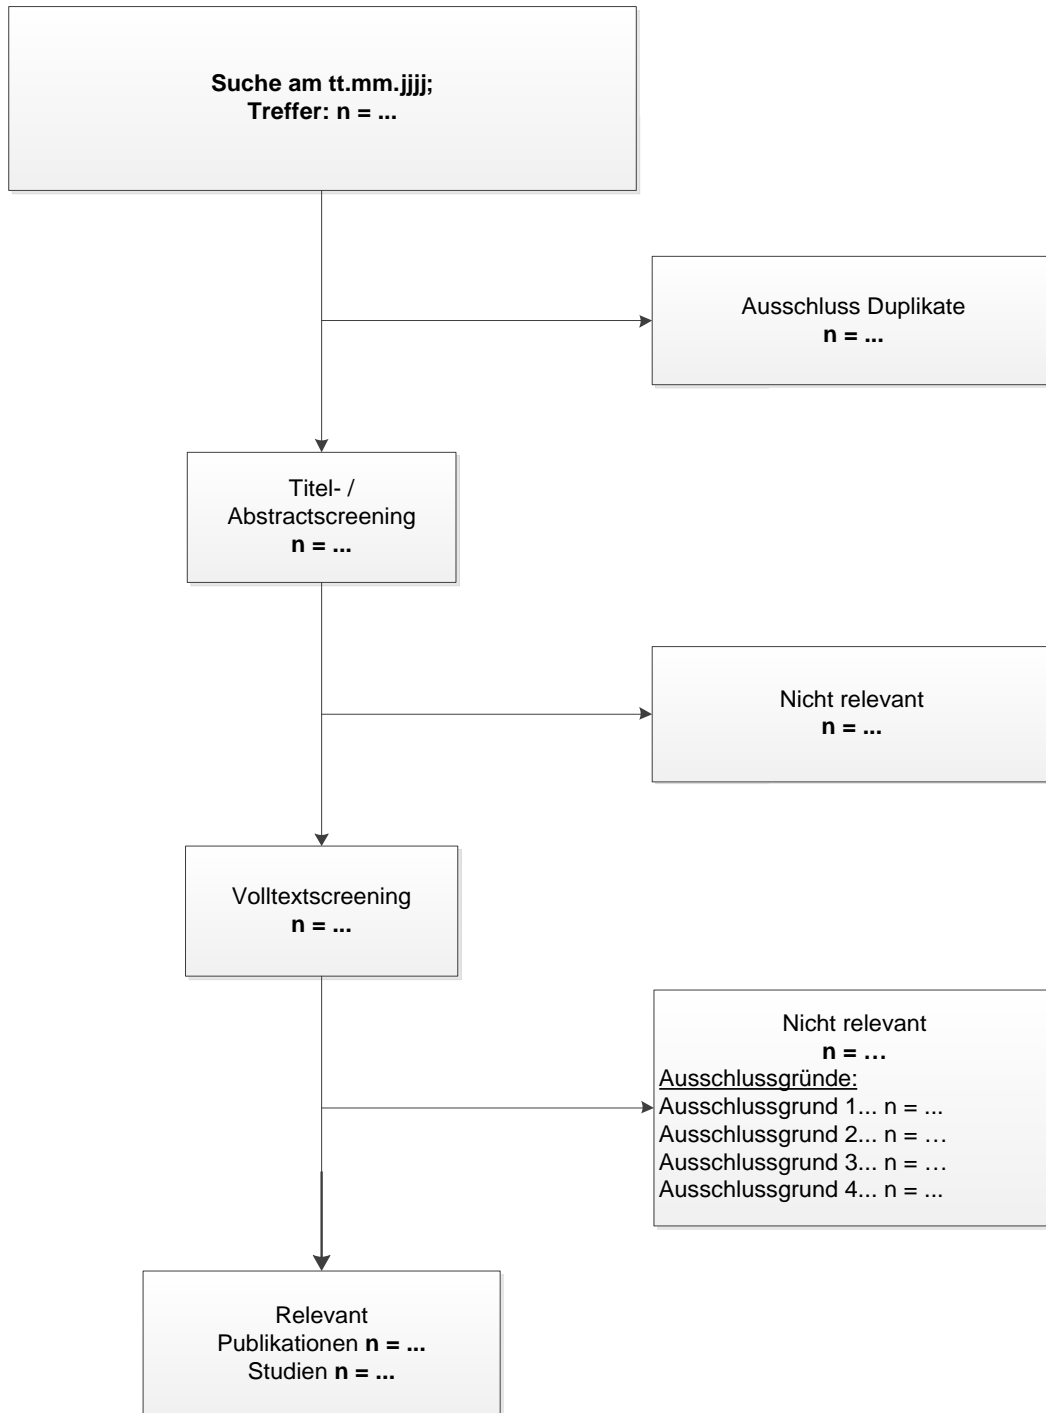 Suche am tt.mm.jjjj;
Treffer: n = ...
Ausschluss Duplikate
n = ...
Titel- /
Abstractscreening
n = ...
Nicht relevant
n = ...
Volltextscreening
n = ...
Nicht relevant
n = …
Ausschlussgründe:
Ausschlussgrund 1... n = ...
Ausschlussgrund 2... n = …
Ausschlussgrund 3... n = …
Ausschlussgrund 4... n = ...
Relevant
Publikationen n = ...
Studien n = ...